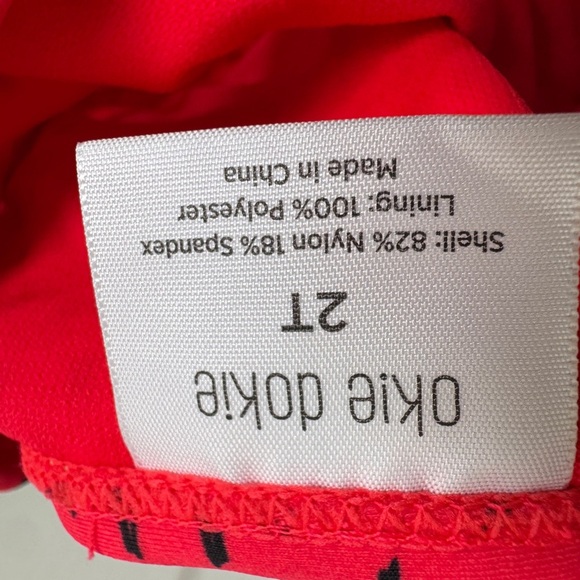 okie dokie
2T
Shell: 82% Nylon 18% Spandex
Lining: 100% Polyester
Made in China